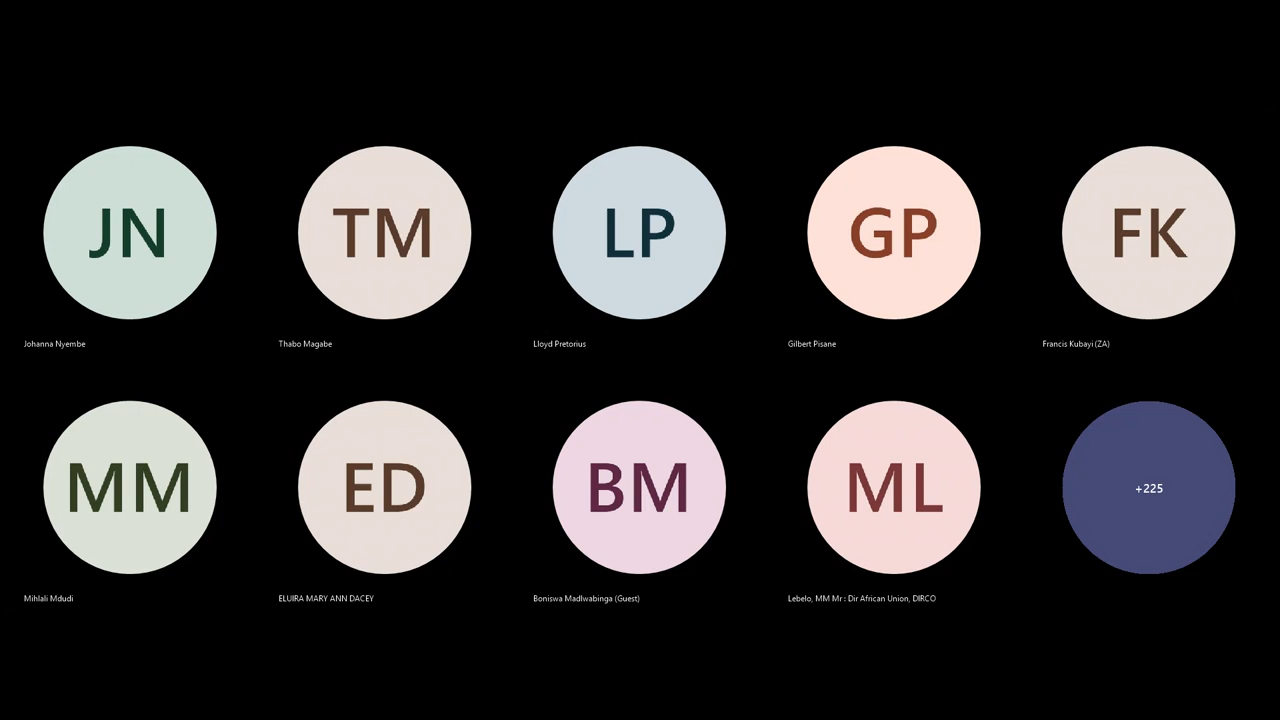 JN
TM
LP
GP
FK
Johanna Nyembe
Thabo Magabe
Lloyd Pretorius
Gilbert Pisane
Francis Kubayi (ZA)
MM
ED
BM
ML
+225
Mihlali Mdudi
ELUIRA MARY ANN DACEY
Boniswa Madlwabinga (Guest)
Lebelo, MM Mr : Dir African Union, DIRCO